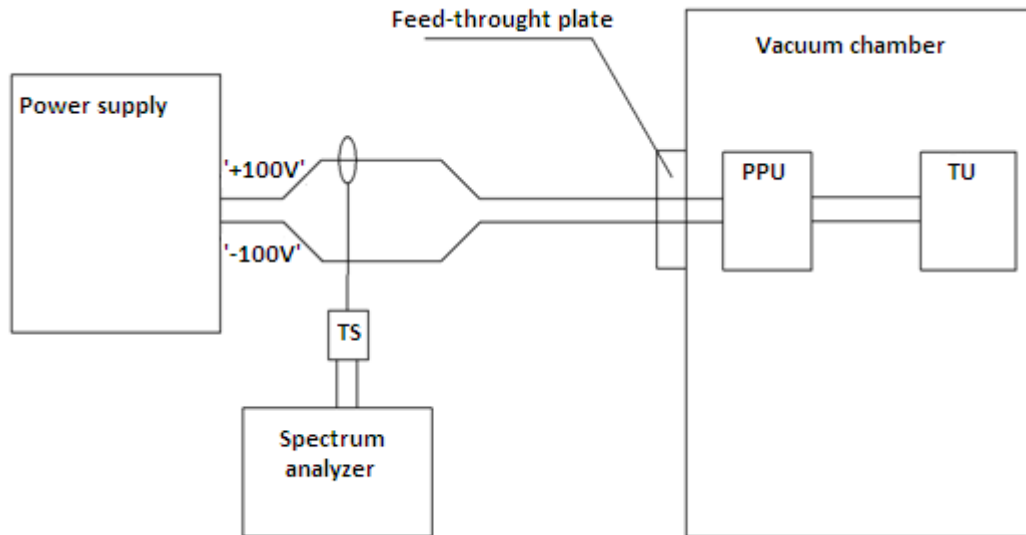 Feed-throught plate
Vacuum chamber
Power supply
'+100V'
PPU
TU
'-100V'
TS
Spectrum
analyzer